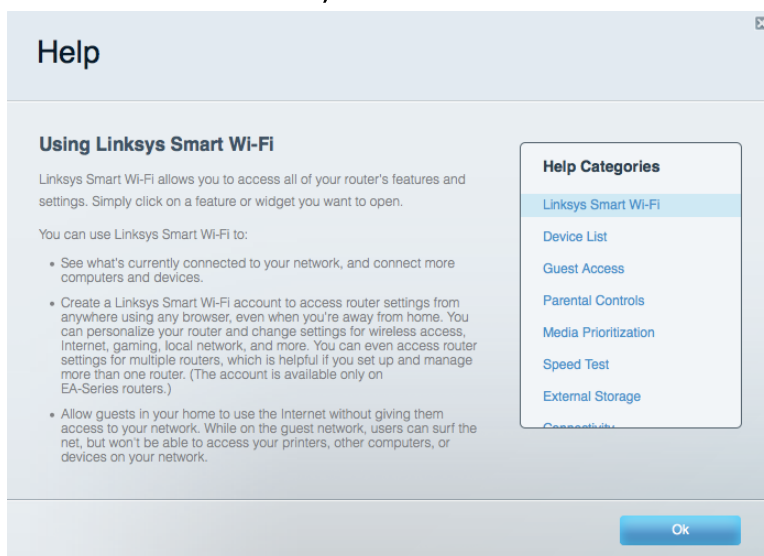 Help
Using Linksys Smart Wi-Fi
Linksys Smart Wi-Fi allows you to access all of your router's features and
settings. Simply click on a feature or widget you want to open.
You can use Linksys Smart Wi-Fi to:
• See what's currently connected to your network, and connect more
computers and devices.
• Create a Linksys Smart Wi-Fi account to access router settings from
anywhere using any browser, even when you're away from home. You
can personalize your router and change settings for wireless access,
Internet, gaming, local network, and more. You can even access router
settings for multiple routers, which is helpful if you set up and manage
more than one router. (The account is available only on
EA-Series routers.)
• Allow guests in your home to use the Internet without giving them
access to your network. While on the guest network, users can surf the
net, but won't be able to access your printers, other computers, or
devices on your network.
Help Categories
Linksys Smart Wi-Fi
Device List
Guest Access
Parental Controls
Media Prioritization
Speed Test
External Storage
Connectivity
Ok